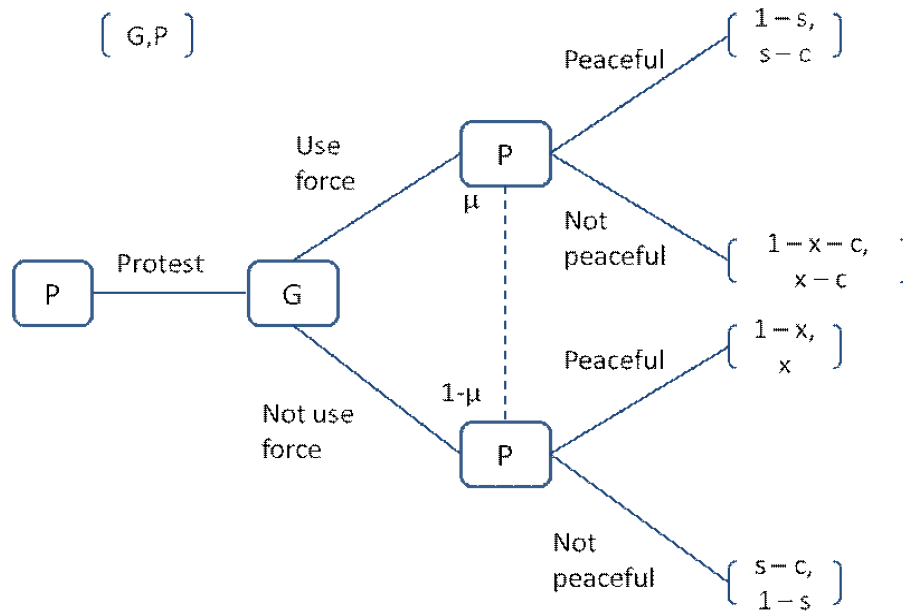 G,P
1 – s,
s – c
Peaceful
Use
force
P
μ
Not
peaceful
1 – x – c,
x – c
Protest
P
G
1 – x,
x
Peaceful
1-μ
Not use
force
P
Not
peaceful
s – c,
1 – s